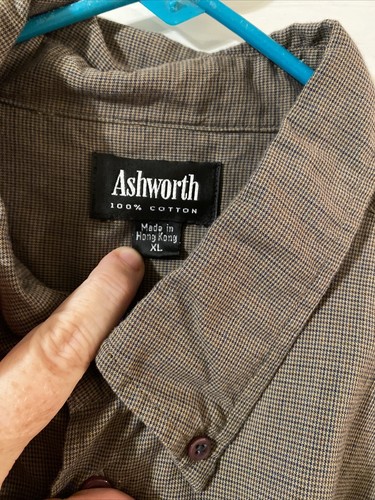 Ashworth
100% COTTON
Made in
Hong Kong
XL